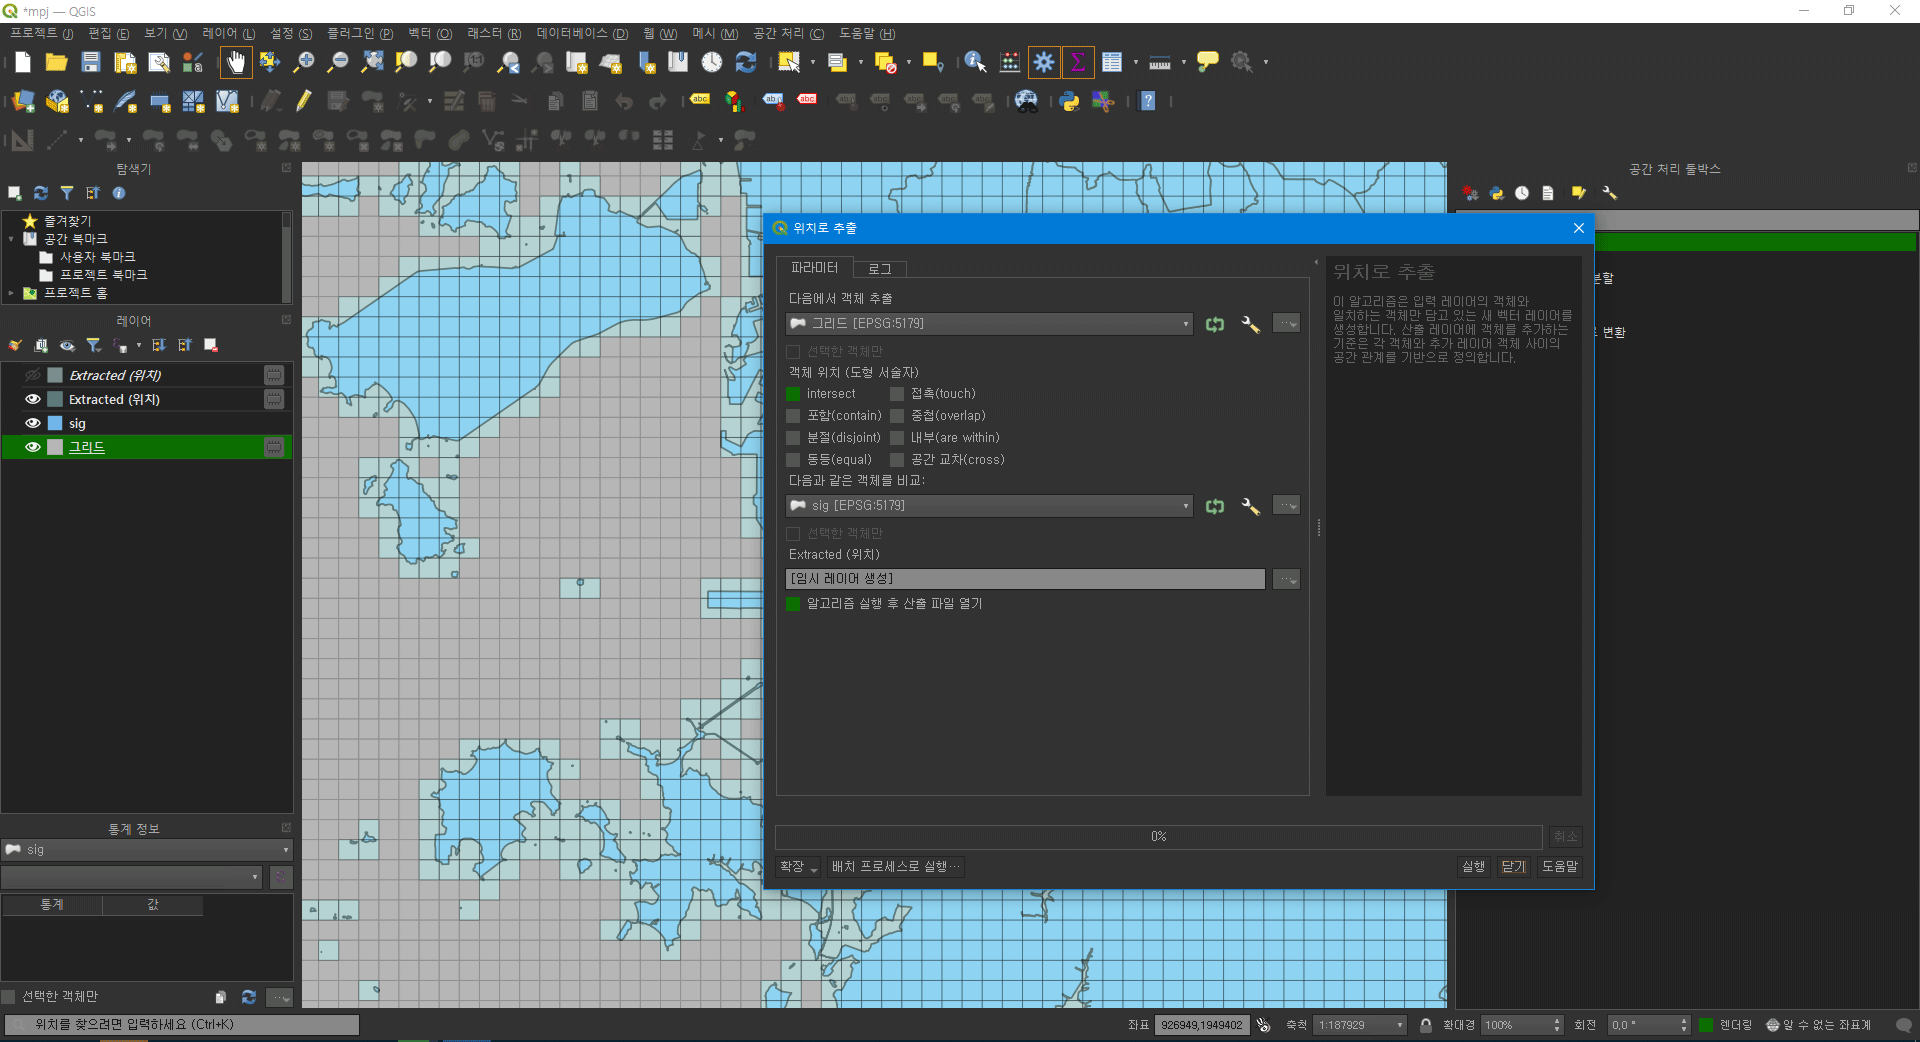 *mpj — QGIS
프로젝트 (J) 편집 (E) 보기 (V) 레이어 (L) 설정 (S) 플러그인 (P) 벡터 (O) 래스터 (R) 데이터베이스 (D) 웹 (W) 메시 (M) 공간 처리 (C) 도움말 (H)
탐색기
즐겨찾기
공간 북마크
사용자 북마크
프로젝트 북마크
프로젝트 홈
레이어
Extracted (위치)
Extracted (위치)
sig
그리드
통계 정보
sig
통계 값
선택한 객체만
위치로 추출
파라미터 로그
다음에서 객체 추출
그리드 [EPSG:5179]
선택한 객체만
객체 위치 (도형 서술자)
intersect 접촉(touch)
포함(contain) 중첩(overlap)
분절(disjoint) 내부(are within)
동등(equal) 공간 교차(cross)
다음과 같은 객체를 비교:
sig [EPSG:5179]
선택한 객체만
Extracted (위치)
[임시 레이어 생성]
알고리즘 실행 후 산출 파일 열기
위치로 추출
이 알고리즘은 입력 레이어의 객체와
일치하는 객체만 담고 있는 새 벡터 레이어를
생성합니다. 산출 레이어에 객체를 추가하는
기준은 각 객체와 추가 레이어 객체 사이의
공간 관계를 기반으로 정의합니다.
0%
취소
확장 배치 프로세스로 실행…
실행 닫기 도움말
공간 처리 툴박스
분할
변환
위치를 찾으려면 입력하세요 (Ctrl+K)
좌표 926949,1949402 축척 1:187929 확대경 100% 회전 0,0 ° 렌더링 알 수 없는 좌표계